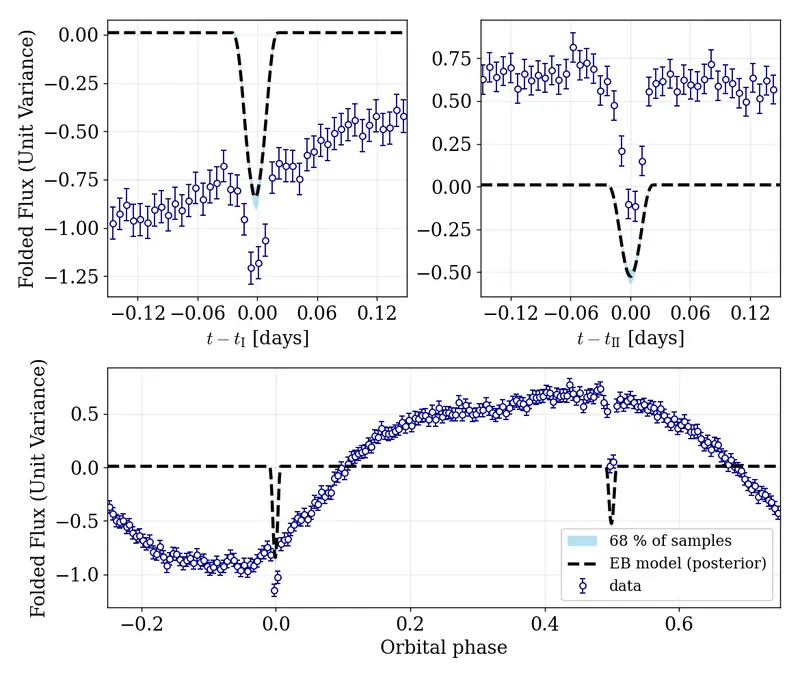 Folded Flux (Unit Variance)
0.00
−0.25
−0.50
−0.75
−1.00
−1.25
−0.12 −0.06 0.00 0.06 0.12
t − t_I [days]
0.75
0.50
0.25
0.00
−0.25
−0.50
−0.12 −0.06 0.00 0.06 0.12
t − t_II [days]
Folded Flux (Unit Variance)
0.5
0.0
−0.5
−1.0
68 % of samples
EB model (posterior)
data
−0.2 0.0 0.2 0.4 0.6
Orbital phase